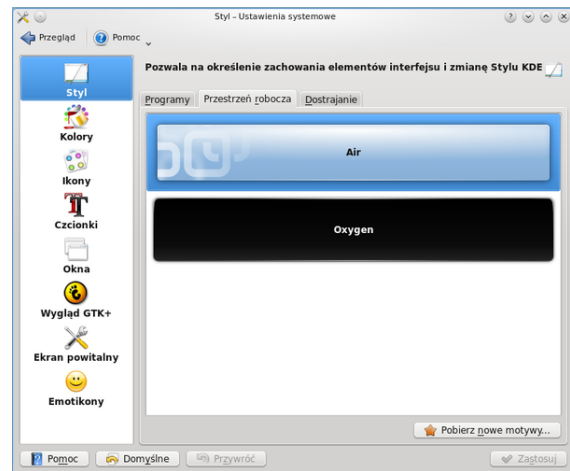 Styl – Ustawienia systemowe
Przegląd Pomoc
Pozwala na określenie zachowania elementów interfejsu i zmianę Stylu KDE
Programy Przestrzeń robocza Dostrajanie
Styl
Kolory
Ikony
Czcionki
Okna
Wygląd GTK+
Ekran powitalny
Emotikony
Air
Oxygen
Pobierz nowe motywy...
Pomoc Domyślne Przywróć Zastosuj